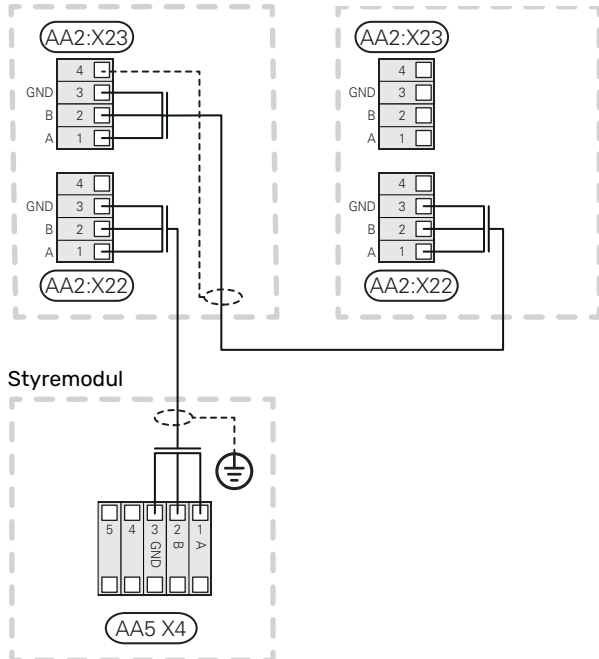 AA2:X23
4
GND 3
B 2
A 1
4
GND 3
B 2
A 1
AA2:X22
AA2:X23
4
GND 3
B 2
A 1
4
GND 3
B 2
A 1
AA2:X22
Styremodul
5 4 3 2 1
GND B A
AA5 X4